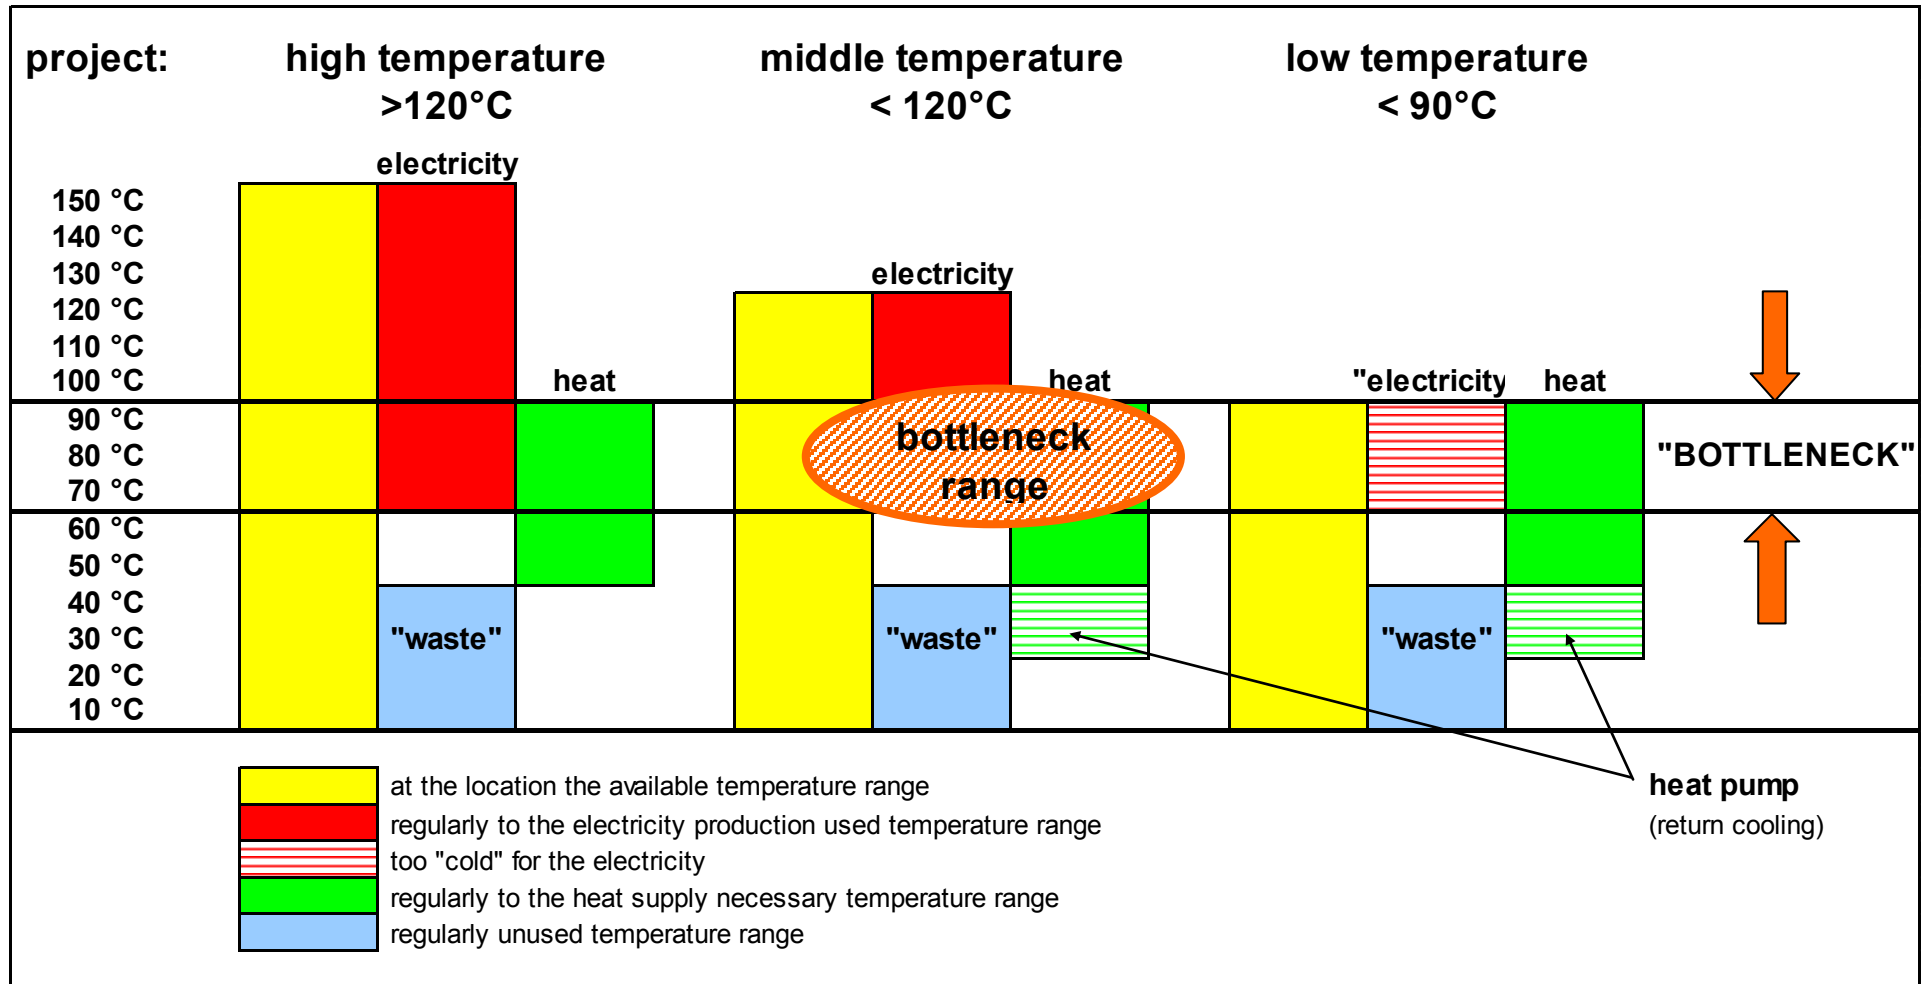 project:
high temperature
>120°C
middle temperature
< 120°C
low temperature
< 90°C
electricity
150 °C
140 °C
130 °C
electricity
120 °C
110 °C
100 °C
heat
heat
"electricity
heat
90 °C
80 °C
70 °C
bottleneck
range
"BOTTLENECK"
60 °C
50 °C
40 °C
30 °C
20 °C
10 °C
"waste"
"waste"
"waste"
at the location the available temperature range
regularly to the electricity production used temperature range
too "cold" for the electricity
regularly to the heat supply necessary temperature range
regularly unused temperature range
heat pump
(return cooling)